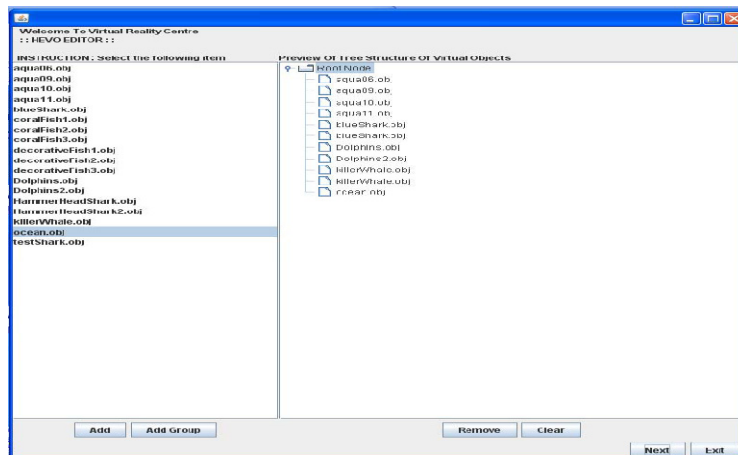 Welcome To Virtual Reality Centre
:: HEVO EDITOR ::
INSTRUCTION : Select the following item
aqua06.obj
aqua09.obj
aqua10.obj
aqua11.obj
blueShark.obj
coralFish1.obj
coralFish2.obj
coralFish3.obj
decorativeFish1.obj
decorativeFish2.obj
decorativeFish3.obj
Dolphins.obj
Dolphins2.obj
HammerHeadShark.obj
HammerHeadShark2.obj
killerWhale.obj
ocean.obj
testShark.obj
Preview Of Tree Structure Of Virtual Objects
Root Node
aqua06.obj
aqua09.obj
aqua10.obj
aqua11.obj
blueShark.obj
blueShark.obj
Dolphins.obj
Dolphins2.obj
killerWhale.obj
killerWhale.obj
ocean.obj
Add
Add Group
Remove
Clear
Next
Exit